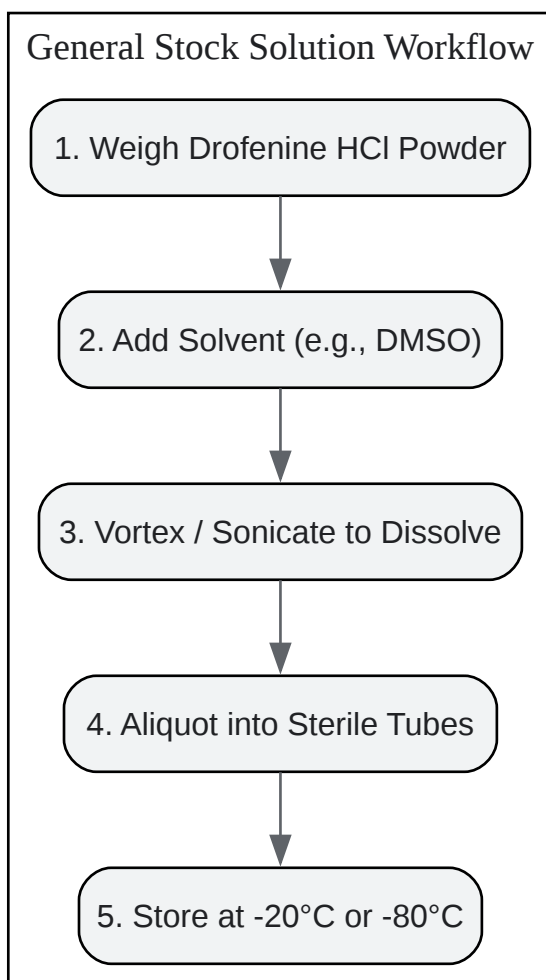 General Stock Solution Workflow
1. Weigh Drofenine HCl Powder
2. Add Solvent (e.g., DMSO)
3. Vortex / Sonicate to Dissolve
4. Aliquot into Sterile Tubes
5. Store at -20°C or -80°C